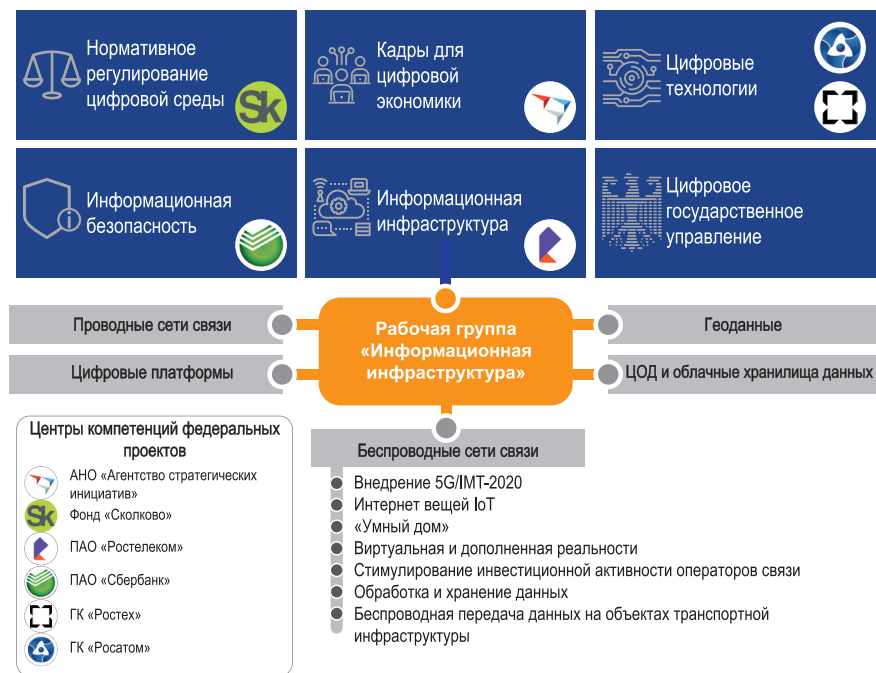 Нормативное
регулирование
цифровой среды
Sk
Кадры для
цифровой
экономики
Цифровые
технологии
Информационная
безопасность
Информационная
инфраструктура
Цифровое
государственное
управление
Проводные сети связи
Цифровые платформы
Рабочая группа
«Информационная
инфраструктура»
Геоданные
ЦОД и облачные хранилища данных
Центры компетенций федеральных
проектов
АНО «Агентство стратегических
инициатив»
Sk
Фонд «Сколково»
ПАО «Ростелеком»
ПАО «Сбербанк»
ГК «Ростех»
ГК «Росатом»
Беспроводные сети связи
Внедрение 5G/IMT-2020
Интернет вещей IoT
«Умный дом»
Виртуальная и дополненная реальности
Стимулирование инвестиционной активности операторов связи
Обработка и хранение данных
Беспроводная передача данных на объектах транспортной
инфраструктуры